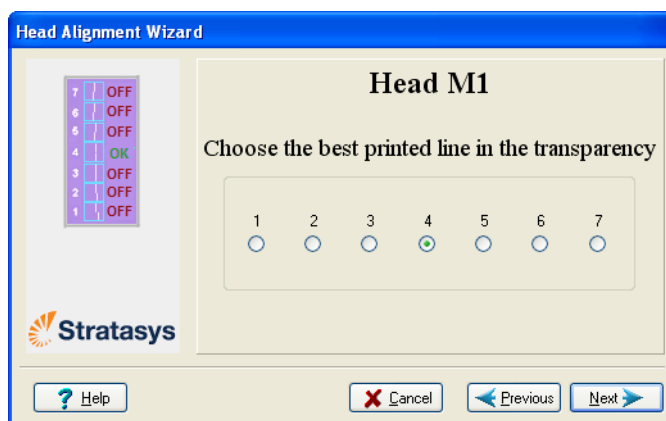 Head Alignment Wizard
7 OFF
6 OFF
6 OFF
4 OK
3 OFF
2 OFF
1 OFF
Stratasys
Head M1
Choose the best printed line in the transparency
1 2 3 4 5 6 7
? Help
Cancel
Previous
Next